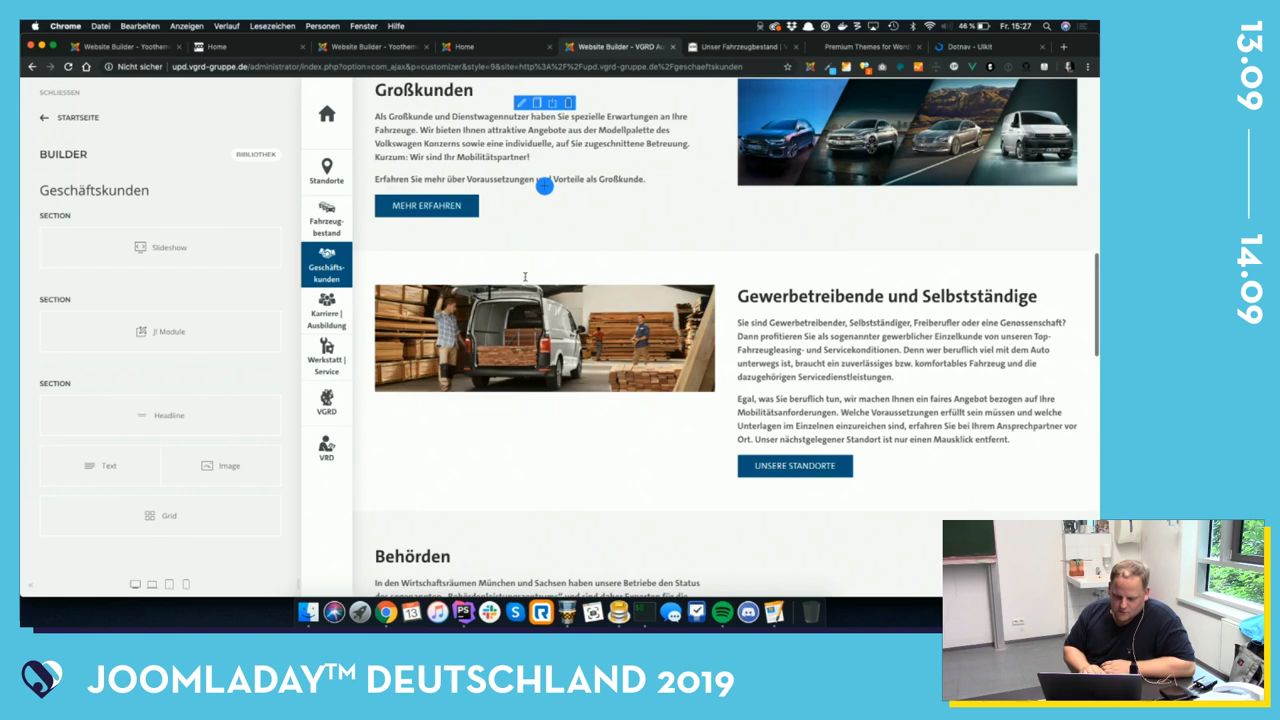 Chrome Datei Bearbeiten Anzeigen Verlauf Lesezeichen Personen Fenster Hilfe
46 % Fr. 15:27
Website Builder - Yoothem
Home
Website Builder - Yoothem
Home
Website Builder - VGRD Au
Unser Fahrzeugbestand | V
Premium Themes for Word
Dotnav - UIkit
Nicht sicher upd.vgrd-gruppe.de/administrator/index.php?option=com_ajax&p=customizer&style=9&site=http%3A%2F%2Fupd.vgrd-gruppe.de%2Fgeschaeftskunden
SCHLIESSEN
STARTSEITE
BUILDER
BIBLIOTHEK
Geschäftskunden
SECTION
Slideshow
SECTION
J! Module
SECTION
Headline
Text
Image
Grid
Standorte
Fahrzeug-
bestand
Geschäfts-
kunden
Karriere |
Ausbildung
Werkstatt |
Service
VGRD
VRD
Großkunden
Als Großkunde und Dienstwagennutzer haben Sie spezielle Erwartungen an Ihre
Fahrzeuge. Wir bieten Ihnen attraktive Angebote aus der Modellpalette des
Volkswagen Konzerns sowie eine individuelle, auf Sie zugeschnittene Betreuung.
Kurzum: Wir sind Ihr Mobilitätspartner!
Erfahren Sie mehr über Voraussetzungen und Vorteile als Großkunde.
MEHR ERFAHREN
Gewerbetreibende und Selbstständige
Sie sind Gewerbetreibender, Selbstständiger, Freiberufler oder eine Genossenschaft?
Dann profitieren Sie als sogenannter gewerblicher Einzelkunde von unseren Top-
Fahrzeugleasing- und Servicekonditionen. Denn wer beruflich viel mit dem Auto
unterwegs ist, braucht ein zuverlässiges bzw. komfortables Fahrzeug und die
dazugehörigen Servicedienstleistungen.
Egal, was Sie beruflich tun, wir machen Ihnen ein faires Angebot bezogen auf Ihre
Mobilitätsanforderungen. Welche Voraussetzungen erfüllt sein müssen und welche
Unterlagen im Einzelnen einzureichen sind, erfahren Sie bei Ihrem Ansprechpartner vor
Ort. Unser nächstgelegener Standort ist nur einen Mausklick entfernt.
UNSERE STANDORTE
Behörden
In den Wirtschaftsräumen München und Sachsen haben unsere Betriebe den Status
13.09
14.09
JOOMLADAY™ DEUTSCHLAND 2019